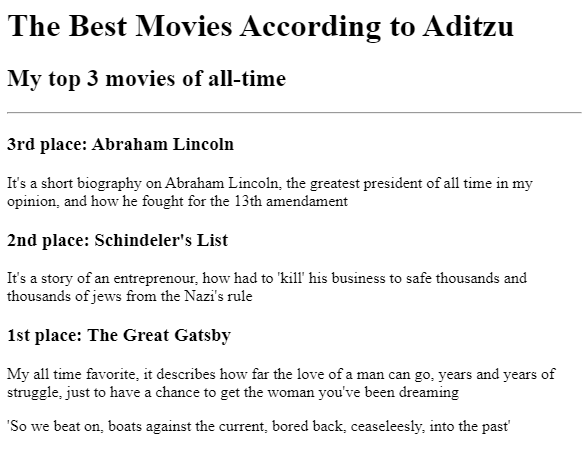 The Best Movies According to Aditzu
My top 3 movies of all-time
3rd place: Abraham Lincoln
It's a short biography on Abraham Lincoln, the greatest president of all time in my
opinion, and how he fought for the 13th amendament
2nd place: Schindeler's List
It's a story of an entreprenour, how had to 'kill' his business to safe thousands and
thousands of jews from the Nazi's rule
1st place: The Great Gatsby
My all time favorite, it describes how far the love of a man can go, years and years of
struggle, just to have a chance to get the woman you've been dreaming
'So we beat on, boats against the current, bored back, ceaseleesly, into the past'